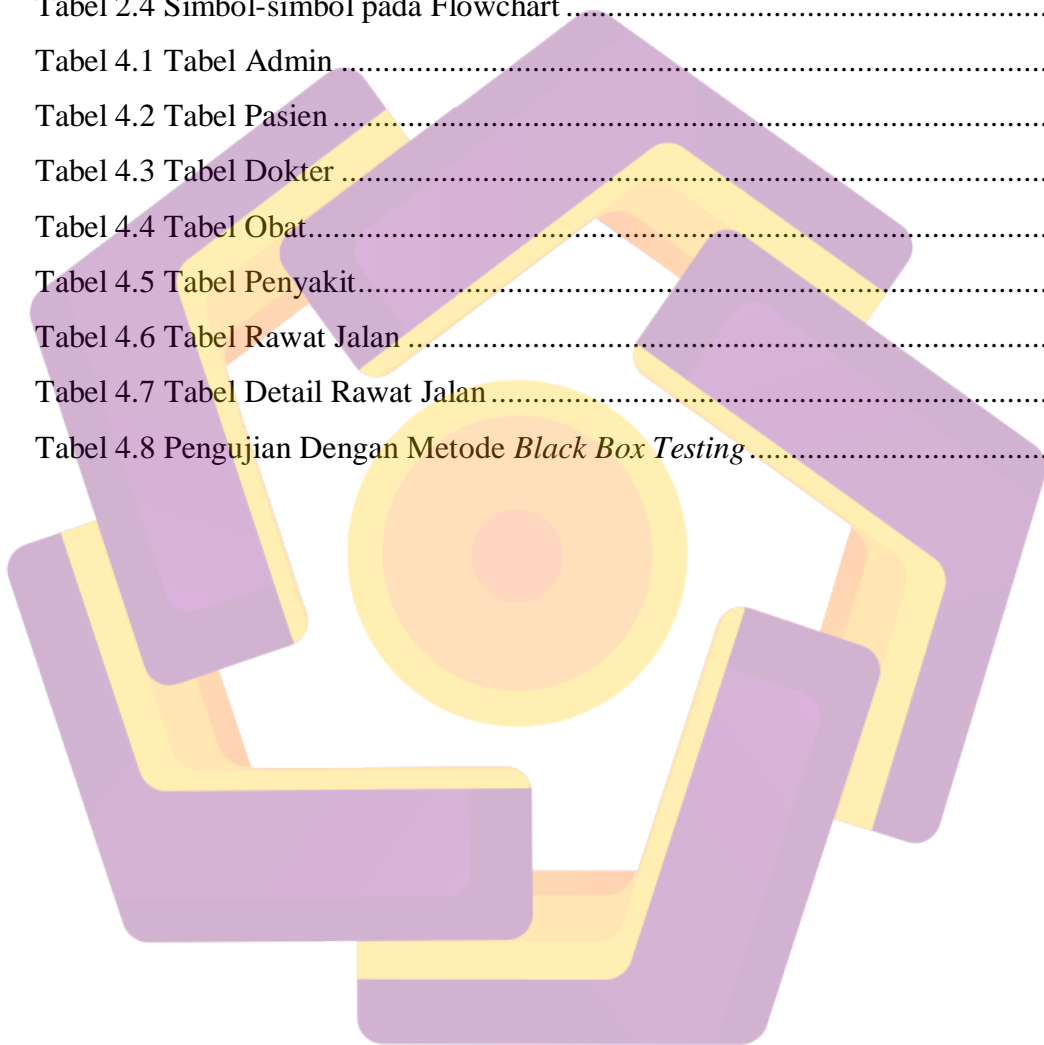 Tabel 2.4 Simbol-simbol pada Flowchart ........................................................
Tabel 4.1 Tabel Admin ........................................................
Tabel 4.2 Tabel Pasien ........................................................
Tabel 4.3 Tabel Dokter ........................................................
Tabel 4.4 Tabel Obat ........................................................
Tabel 4.5 Tabel Penyakit ........................................................
Tabel 4.6 Tabel Rawat Jalan ........................................................
Tabel 4.7 Tabel Detail Rawat Jalan ........................................................
Tabel 4.8 Pengujian Dengan Metode Black Box Testing ........................................